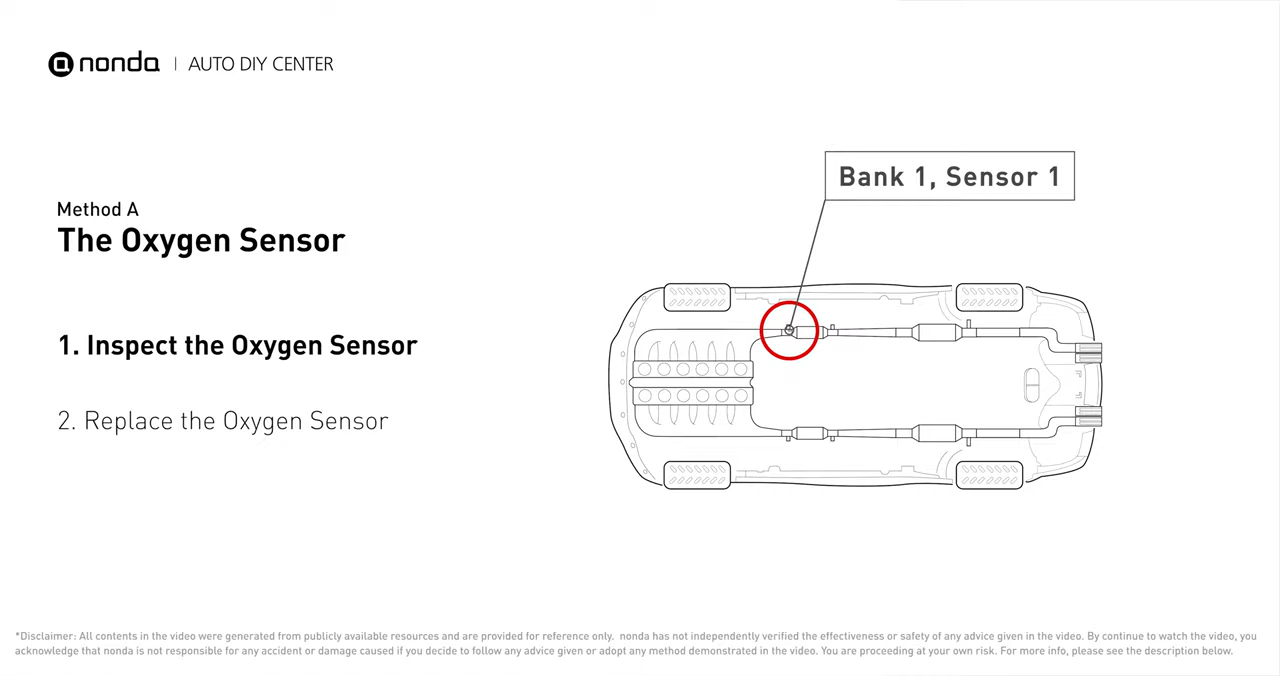 nonda | AUTO DIY CENTER
Bank 1, Sensor 1
Method A
The Oxygen Sensor
1. Inspect the Oxygen Sensor
2. Replace the Oxygen Sensor
*Disclaimer: All contents in the video were generated from publicly available resources and are provided for reference only. nonda has not independently verified the effectiveness or safety of any advice given in the video. By continue to watch the video, you
acknowledge that nonda is not responsible for any accident or damage caused if you decide to follow any advice given or adopt any method demonstrated in the video. You are proceeding at your own risk. For more info, please see the description below.